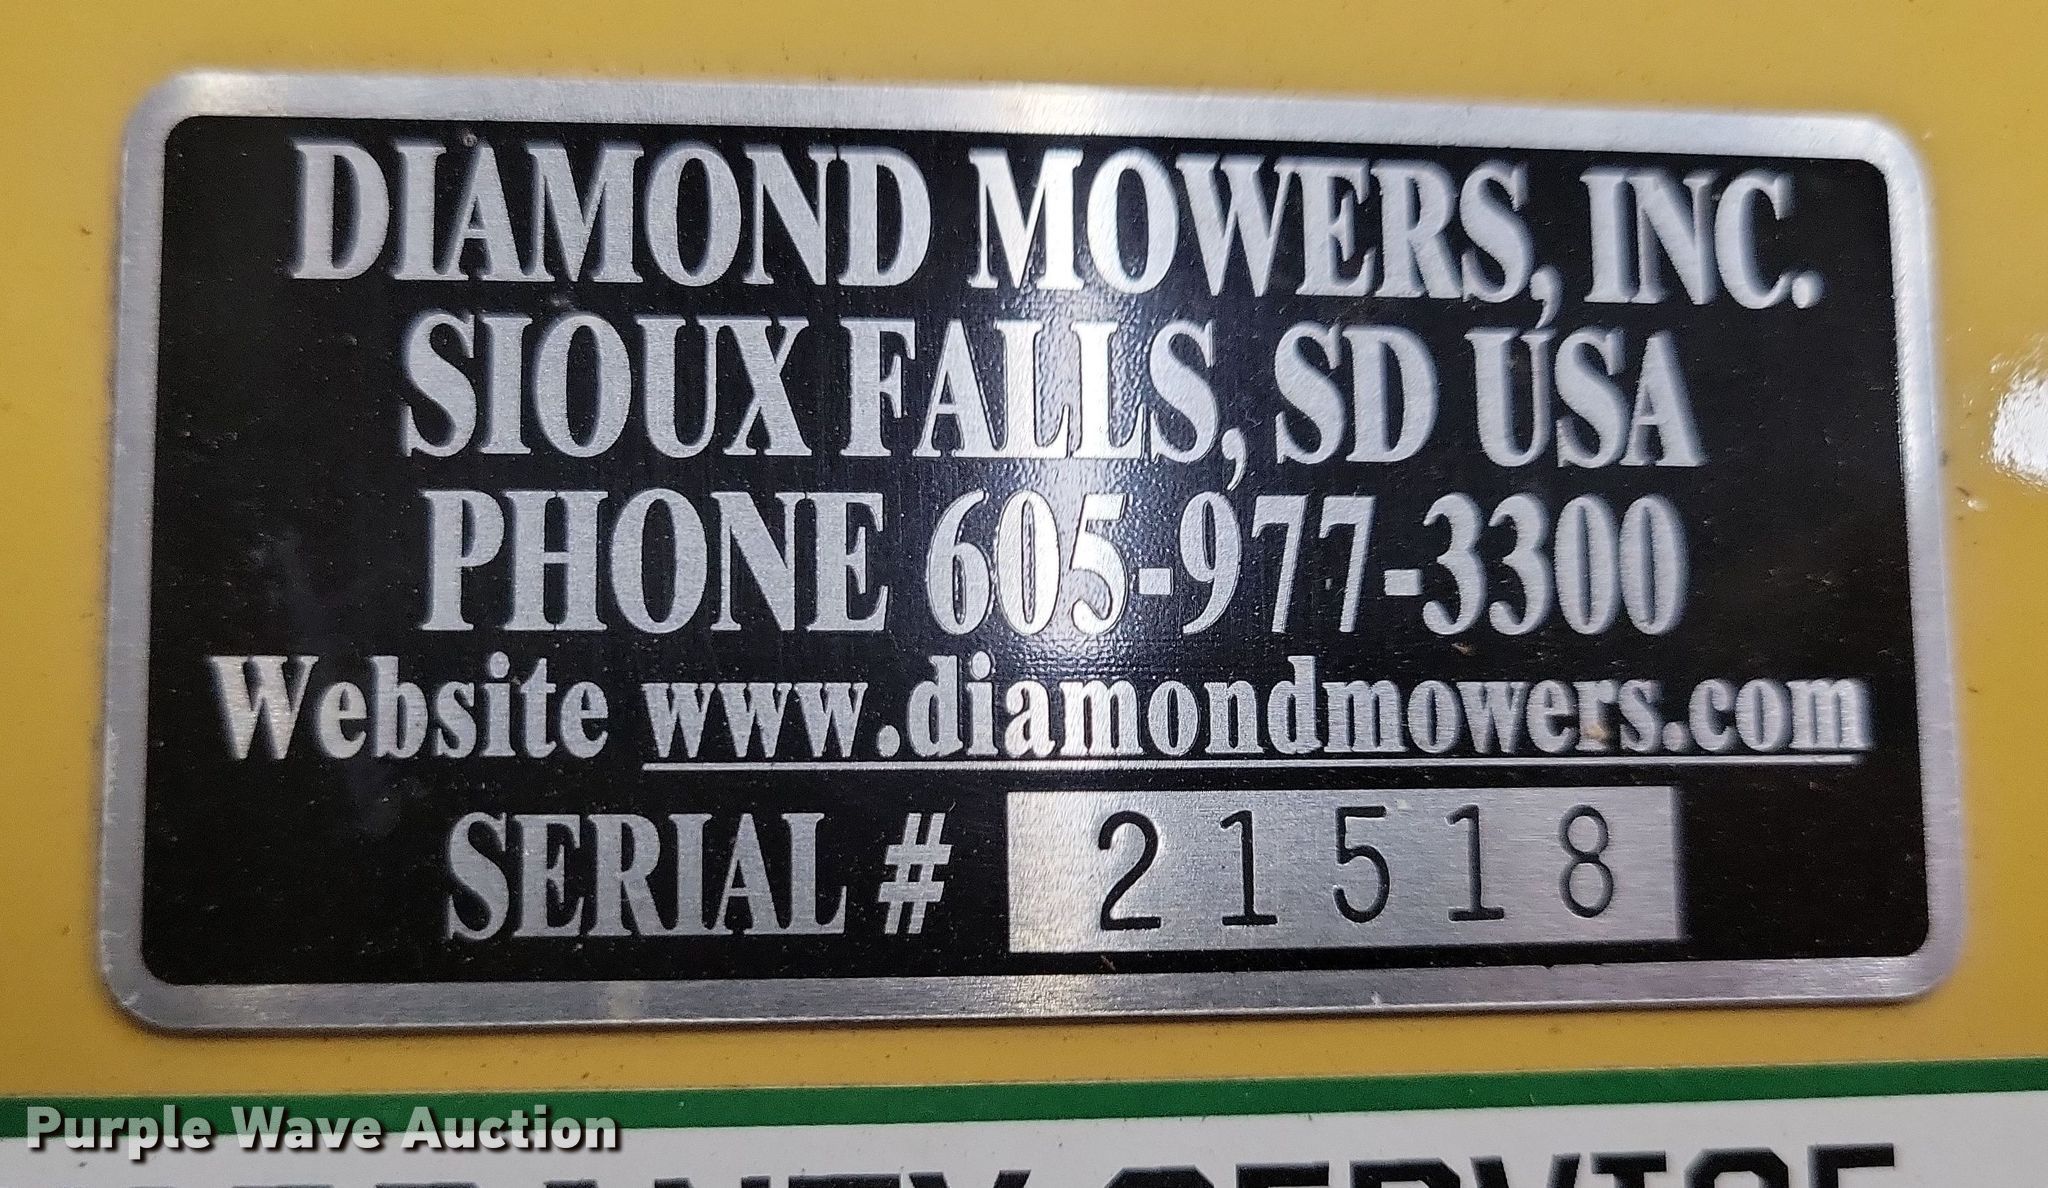 DIAMOND MOWERS, INC.
SIOUX FALLS, SD USA
PHONE 605-977-3300
Website www.diamondmowers.com
SERIAL # 21518
Purple Wave Auction
SERVICE